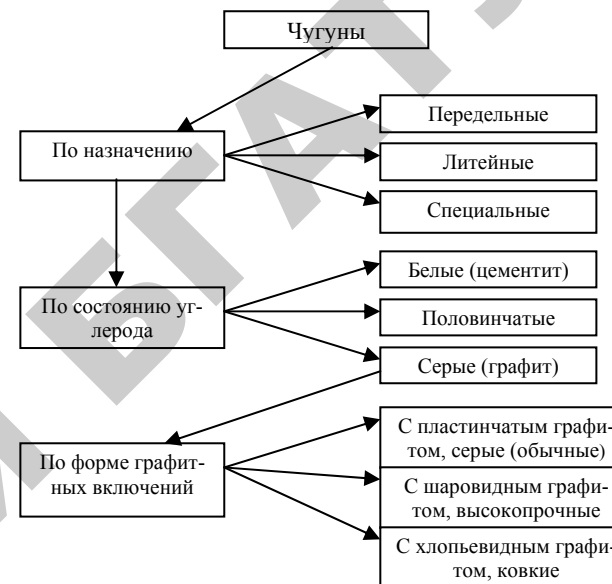 Чугуны
По назначению
Передельные
Литейные
Специальные
По состоянию уг-
лерода
Белые (цементит)
Половинчатые
Серые (графит)
По форме графит-
ных включений
С пластинчатым графи-
том, серые (обычные)
С шаровидным графи-
том, высокопрочные
С хлопьевидным графи-
том, ковкие
БГАТ